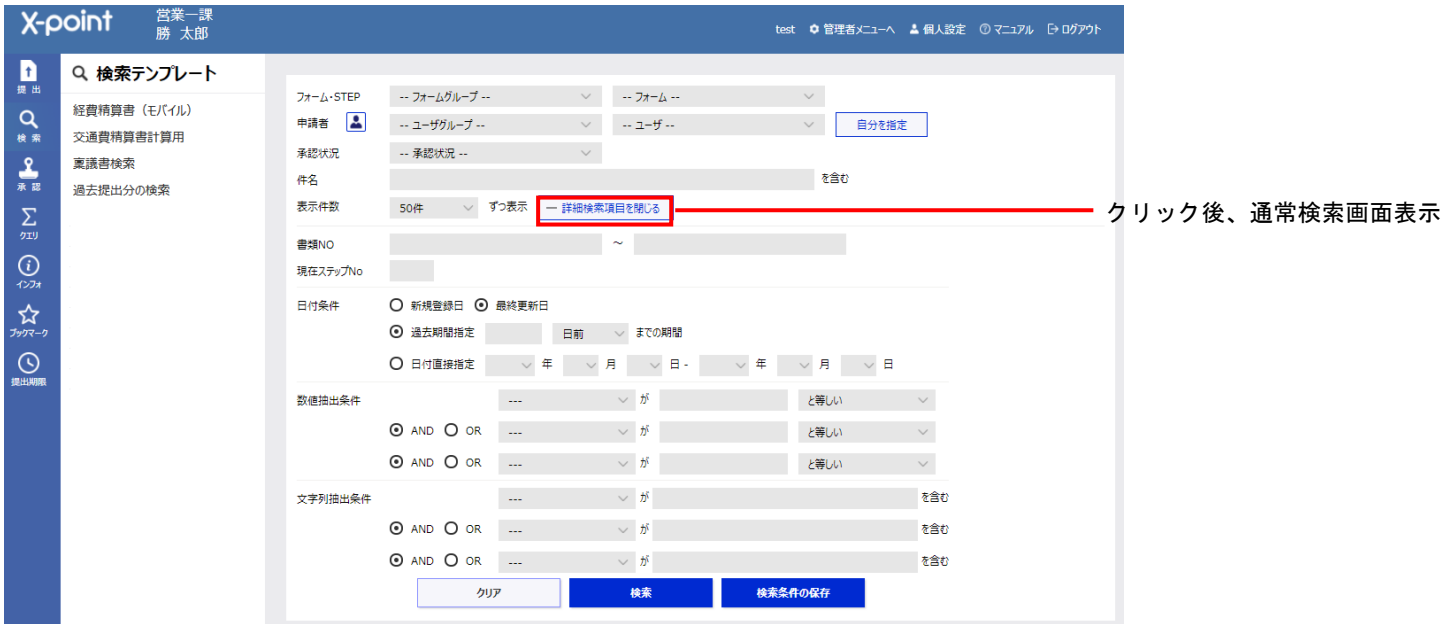 X-point 営業一課
勝 太郎
test 管理者メニューへ 個人設定 マニュアル ログアウト
提 出
検 索
承 認
クエリ
インフォ
ブックマーク
提出期限
検索テンプレート
経費精算書（モバイル）
交通費精算書計算用
稟議書検索
過去提出分の検索
フォーム・STEP -- フォームグループ -- -- フォーム --
申請者 -- ユーザグループ -- -- ユーザ -- 自分を指定
承認状況 -- 承認状況 --
件名 を含む
表示件数 50件 ずつ表示 ー 詳細検索項目を閉じる
クリック後、通常検索画面表示
書類NO ～
現在ステップNo
日付条件 新規登録日 最終更新日
過去期間指定 日前 までの期間
日付直接指定 年 月 日 - 年 月 日
数値抽出条件 --- が と等しい
AND OR --- が と等しい
AND OR --- が と等しい
文字列抽出条件 --- が を含む
AND OR --- が を含む
AND OR --- が を含む
クリア 検索 検索条件の保存